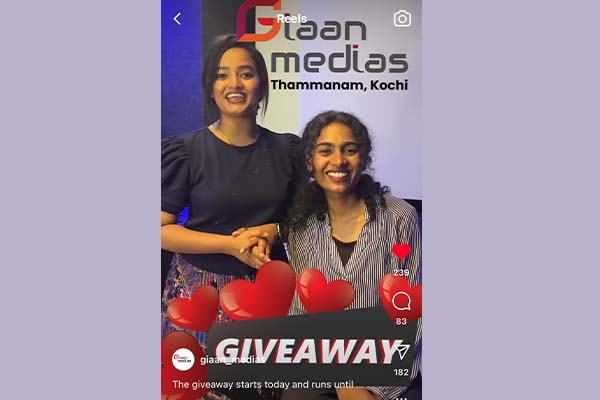 Reels
Giaan
medias
Thammanam, Kochi
239
83
GIVEAWAY
giaan_medias
182
The giveaway starts today and runs until ...